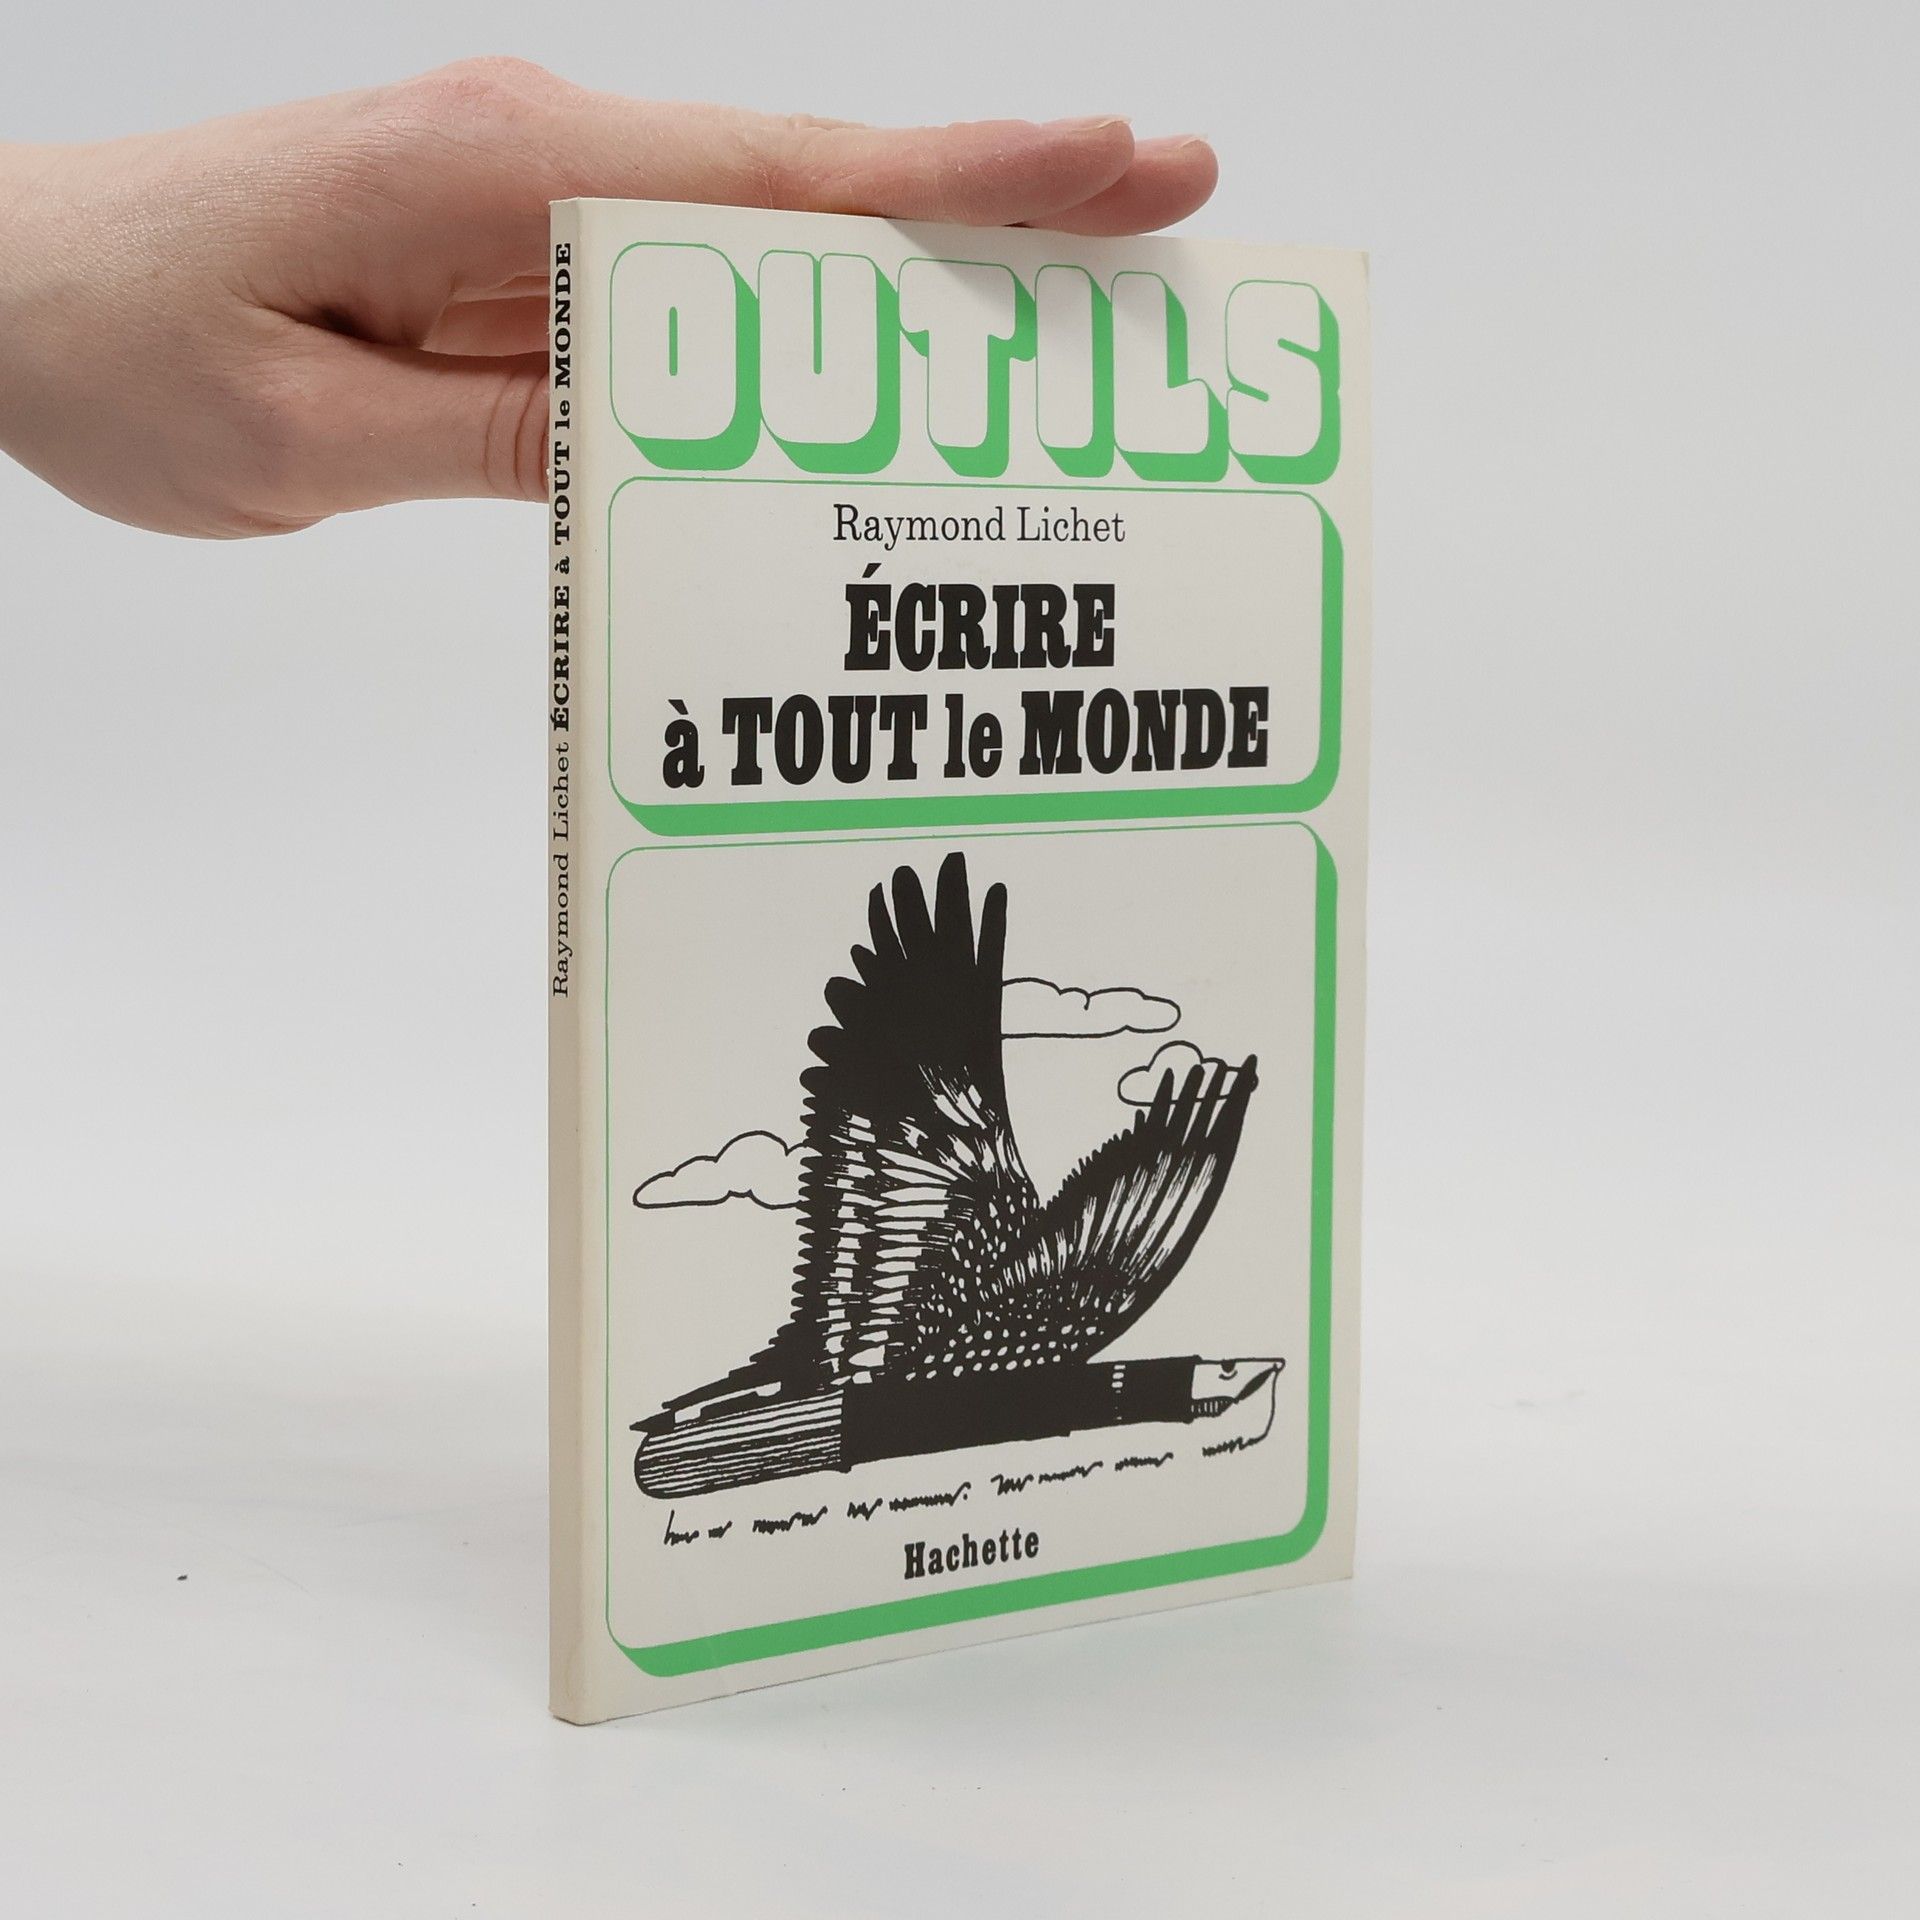 Raymond Lichet ÉCRIRE à TOUT le MONDE
OUTILS
Raymond Lichet
ÉCRIRE
à TOUT le MONDE
Hachette